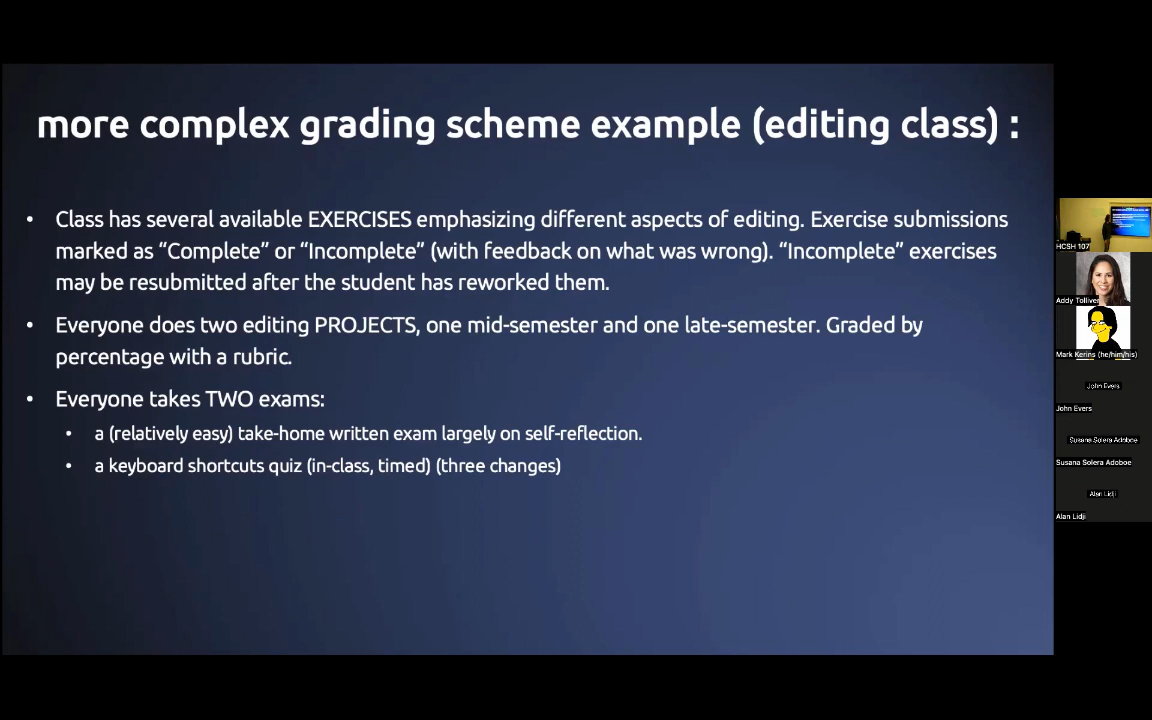 more complex grading scheme example (editing class) :
• Class has several available EXERCISES emphasizing different aspects of editing. Exercise submissions
marked as “Complete” or “Incomplete” (with feedback on what was wrong). “Incomplete” exercises
may be resubmitted after the student has reworked them.
• Everyone does two editing PROJECTS, one mid-semester and one late-semester. Graded by
percentage with a rubric.
• Everyone takes TWO exams:
• a (relatively easy) take-home written exam largely on self-reflection.
• a keyboard shortcuts quiz (in-class, timed) (three changes)
HCSH 107
Addy Tolliver
Mark Kerins (he/him/his)
John Evers
John Evers
Susana Solera Adoboe
Susana Solera Adoboe
Alan Lidji
Alan Lidji